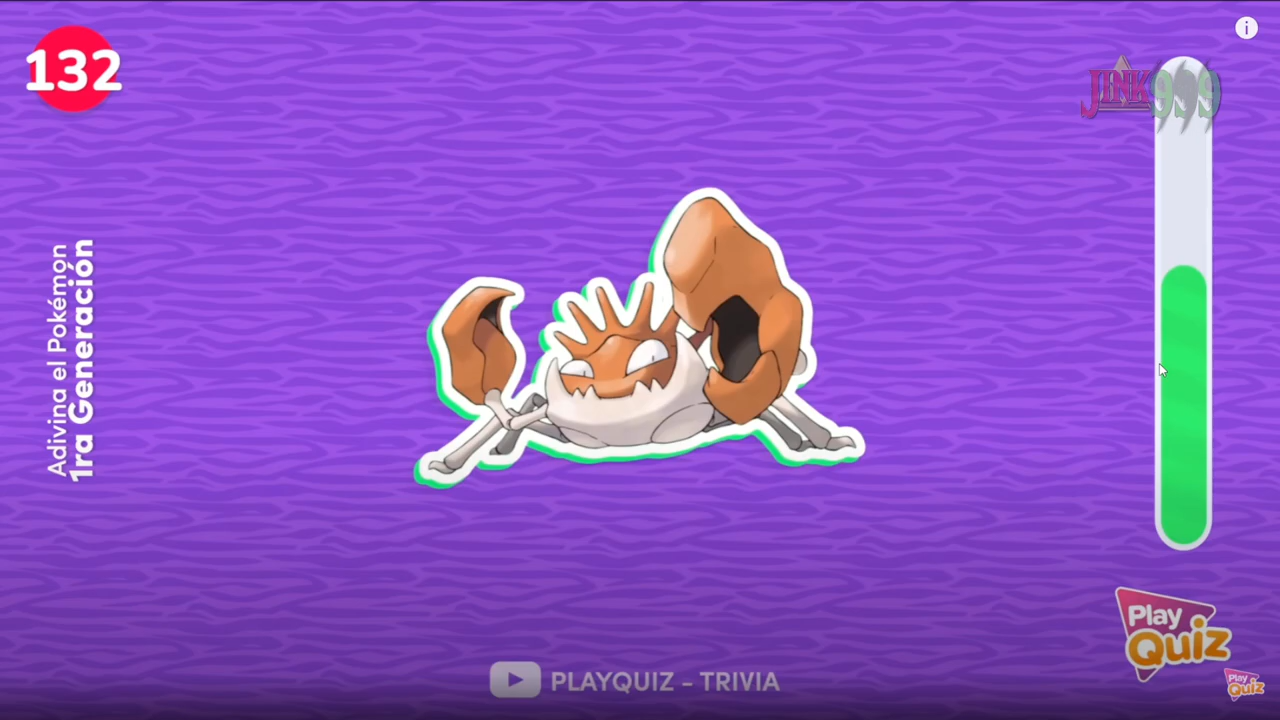 132
JINK999
Adivina el Pokémon
1ra Generación
Play
Quiz
PLAYQUIZ - TRIVIA
Play
Quiz